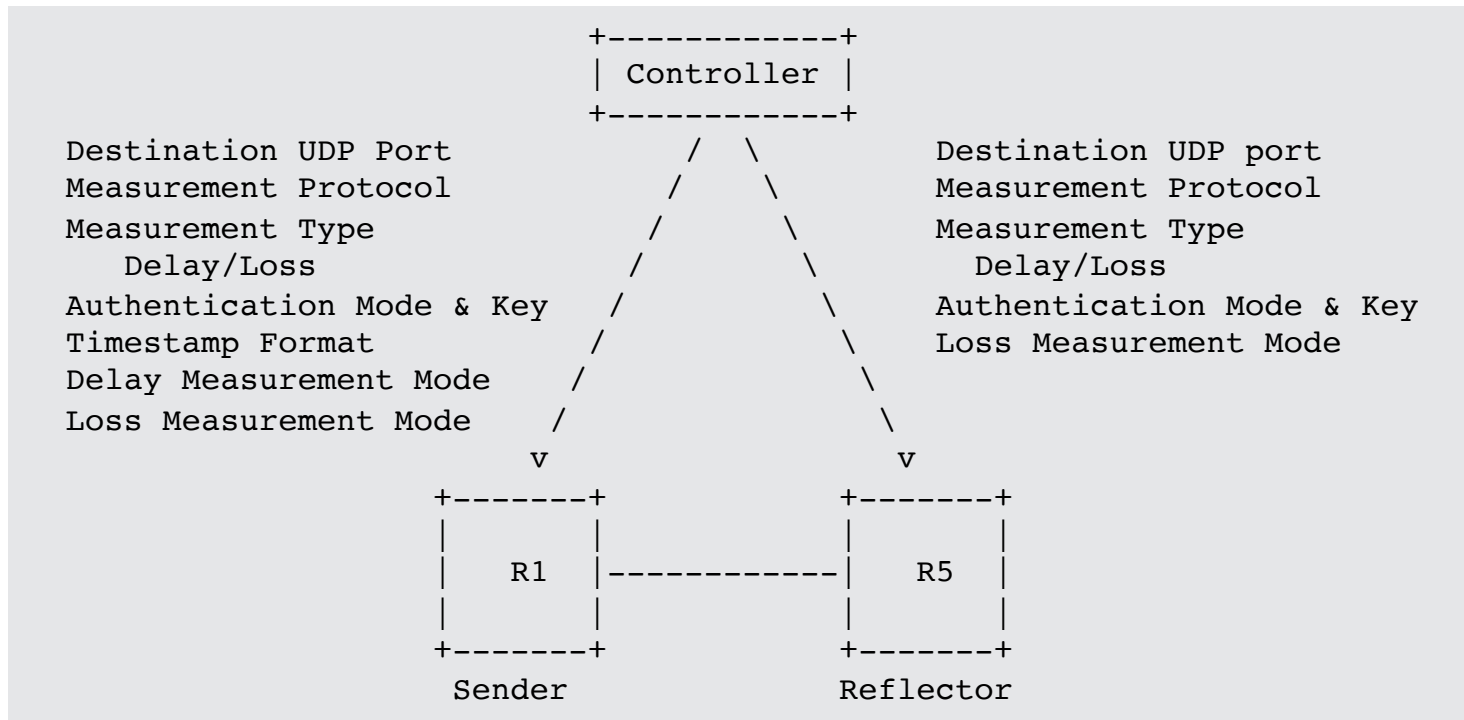 Controller
Destination UDP Port
Measurement Protocol
Measurement Type
Delay/Loss
Authentication Mode & Key
Timestamp Format
Delay Measurement Mode
Loss Measurement Mode
Destination UDP port
Measurement Protocol
Measurement Type
Delay/Loss
Authentication Mode & Key
Loss Measurement Mode
v v
R1 R5
Sender Reflector